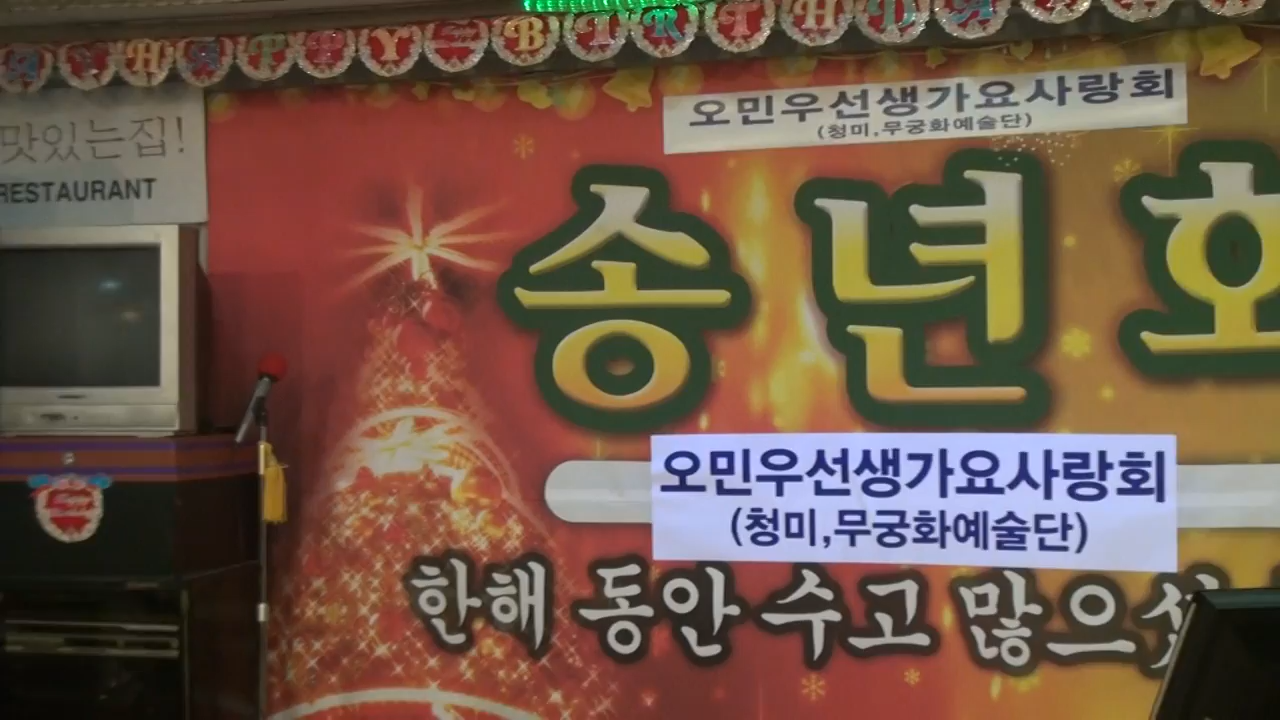 HAPPY BIRTHDA
맛있는집!
RESTAURANT
오민우선생가요사랑회
(청미,무궁화예술단)
송년회
오민우선생가요사랑회
(청미,무궁화예술단)
한해 동안 수고 많으셨